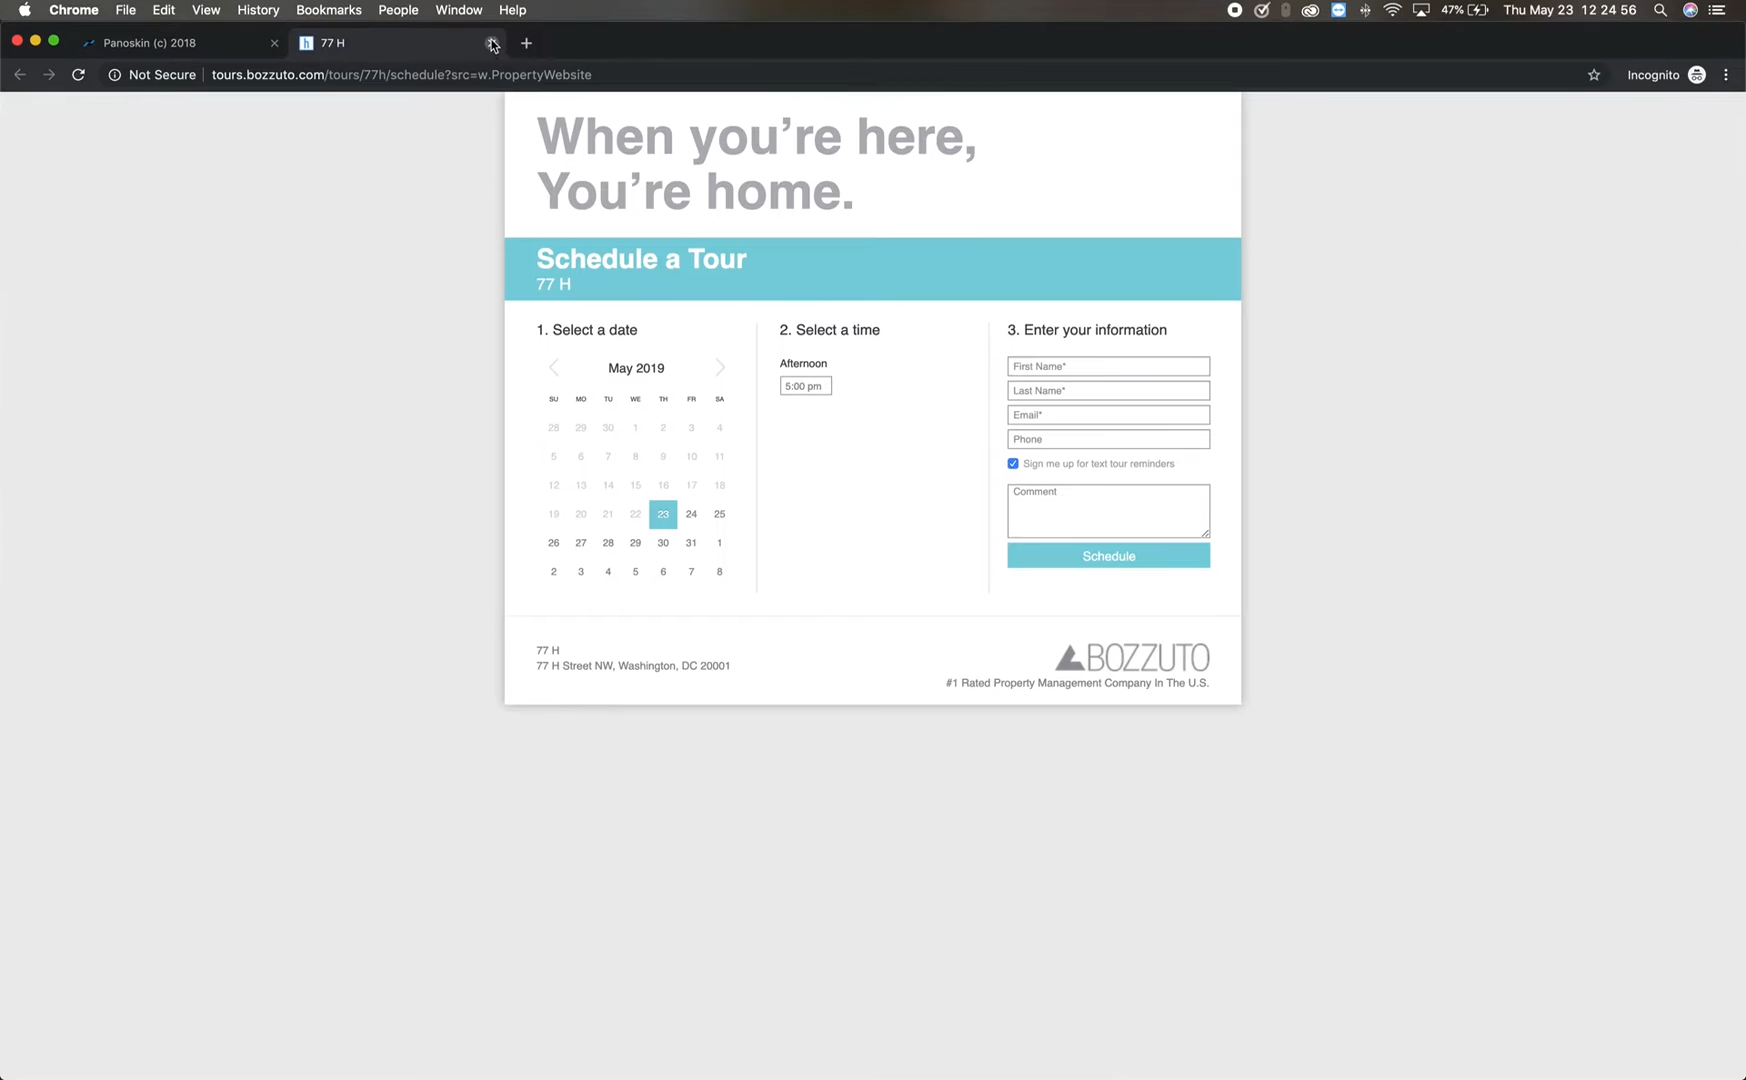 Chrome File Edit View History Bookmarks People Window Help 47% Thu May 23 12 24 56
Panoskin (c) 2018 77 H
Not Secure tours.bozzuto.com/tours/77h/schedule?src=w.PropertyWebsite Incognito
When you’re here,
You’re home.
Schedule a Tour
77 H
1. Select a date
May 2019
SU MO TU WE TH FR SA
28 29 30 1 2 3 4
5 6 7 8 9 10 11
12 13 14 15 16 17 18
19 20 21 22 23 24 25
26 27 28 29 30 31 1
2 3 4 5 6 7 8
2. Select a time
Afternoon
5:00 pm
3. Enter your information
First Name*
Last Name*
Email*
Phone
Sign me up for text tour reminders
Comment
Schedule
77 H
77 H Street NW, Washington, DC 20001
BOZZUTO
#1 Rated Property Management Company In The U.S.